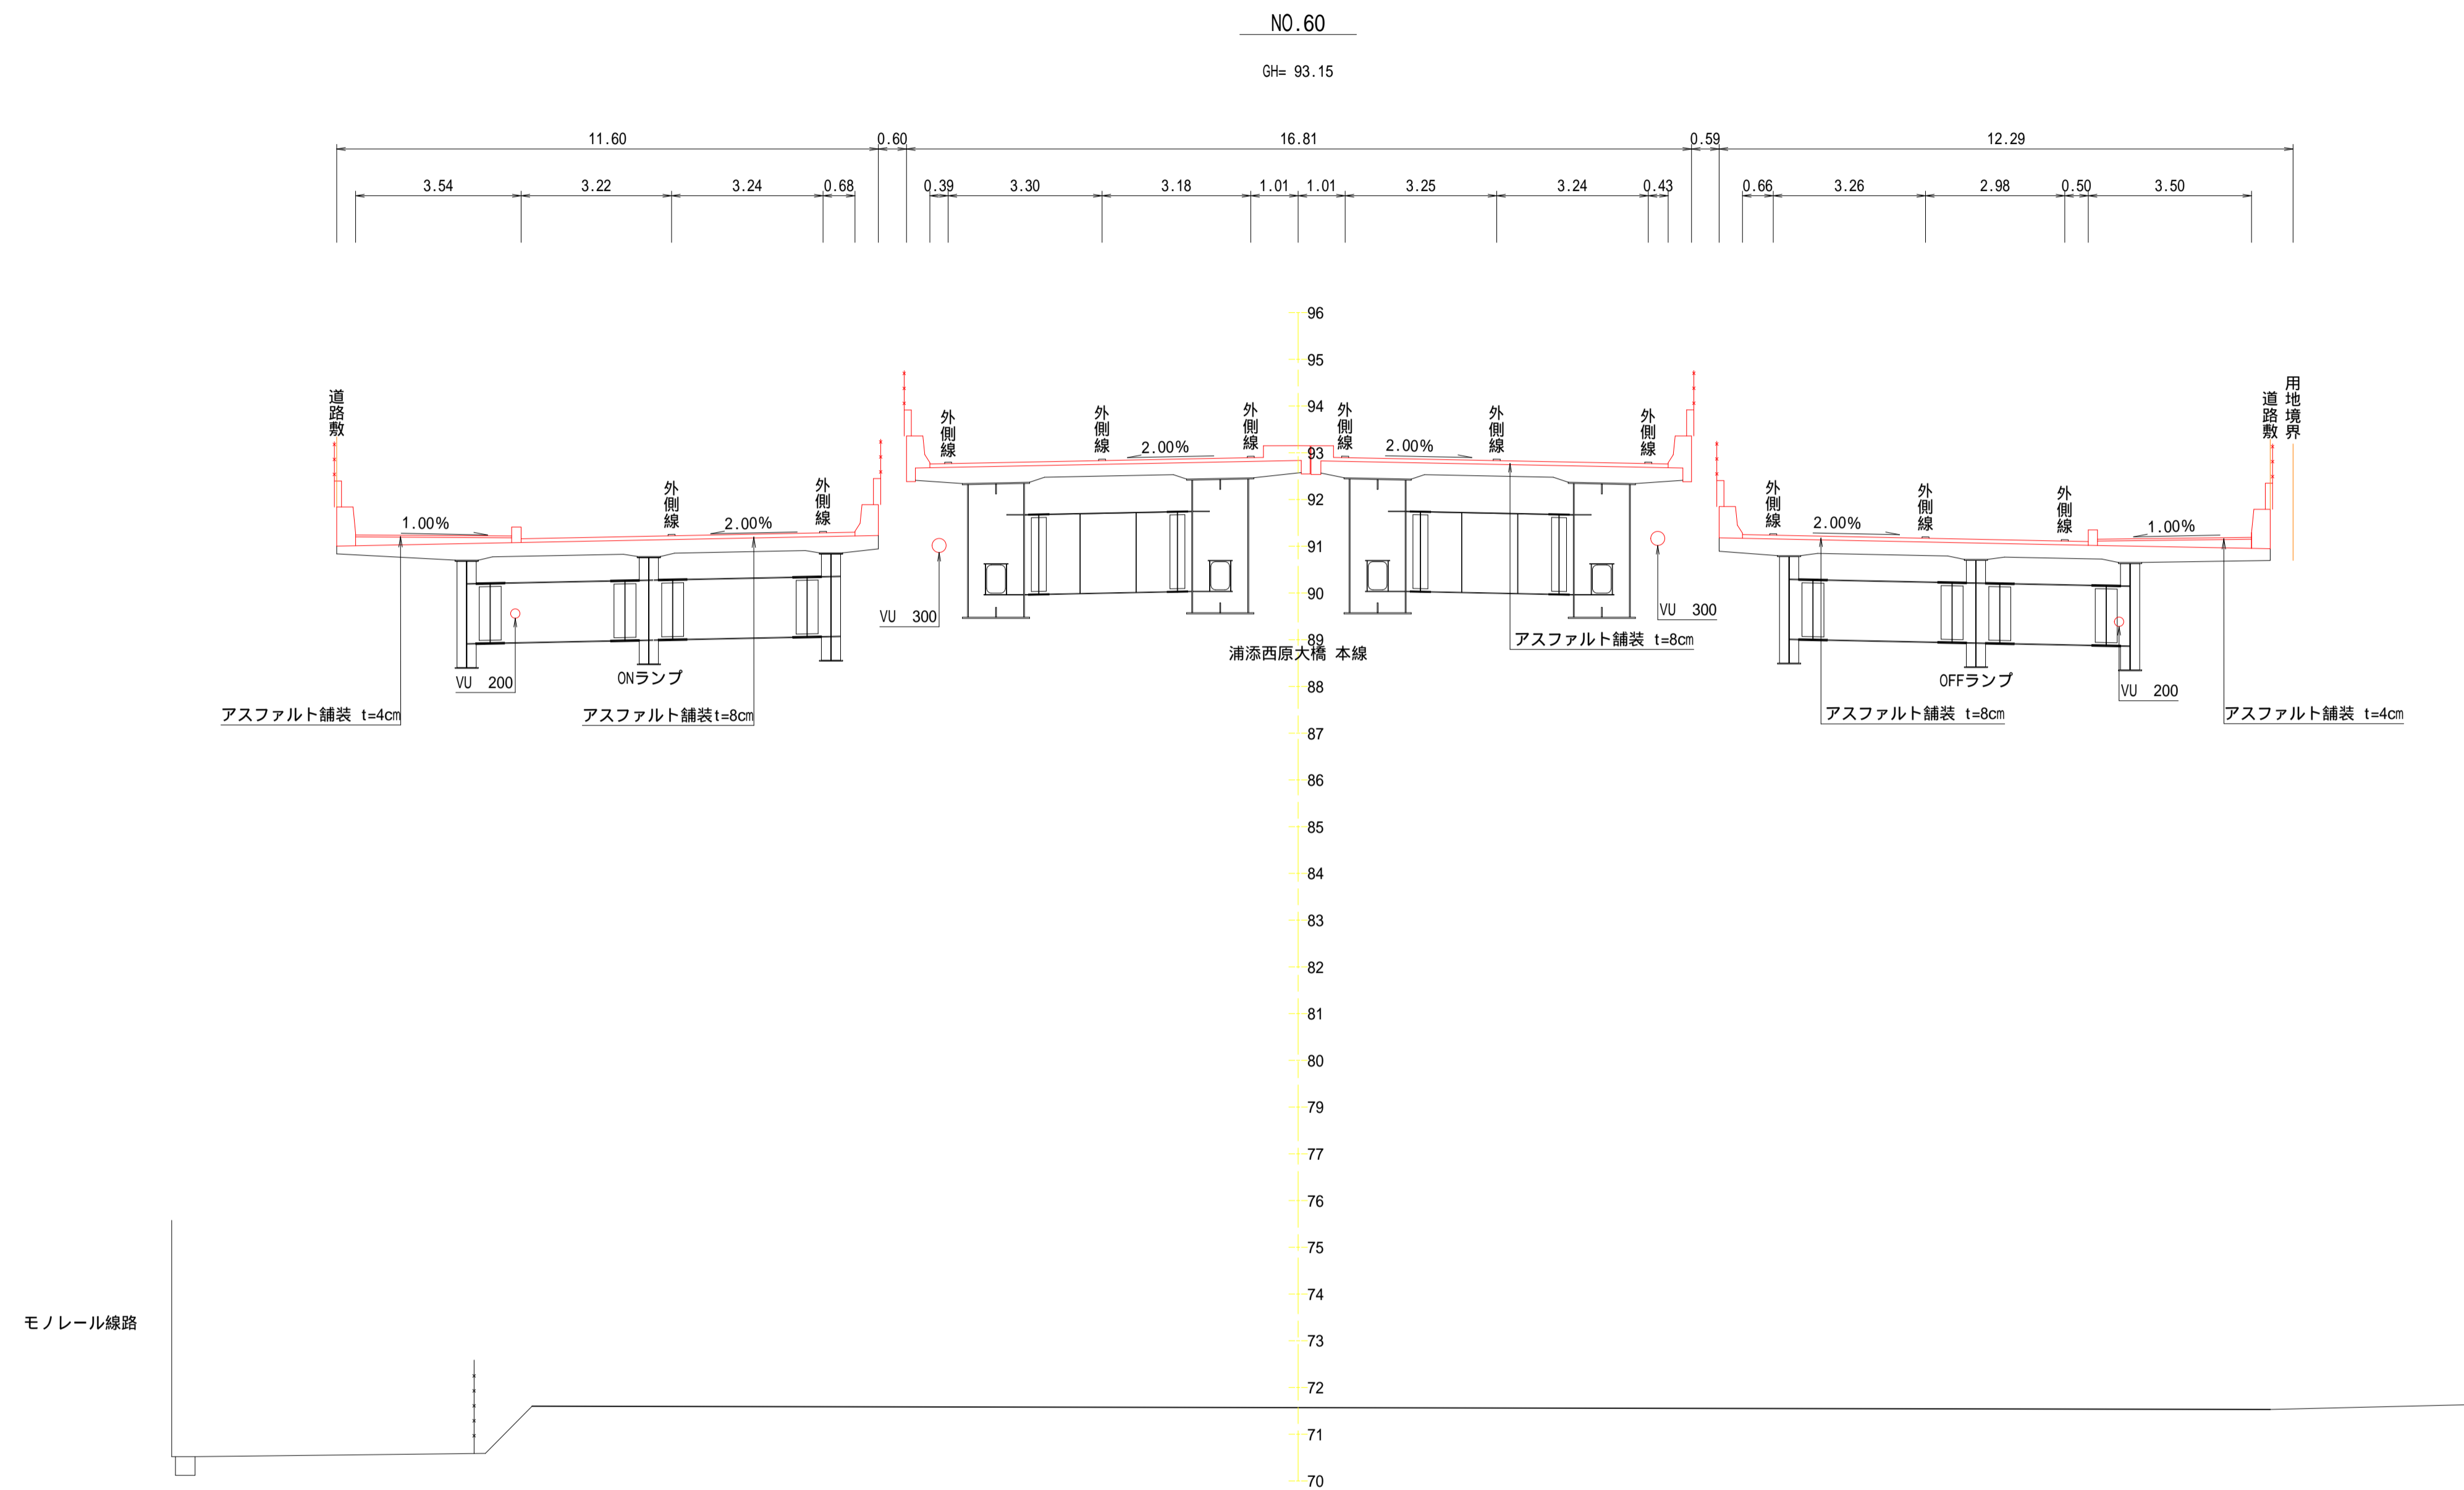 NO.60
GH= 93.15
11.60
0.60
16.81
0.59
12.29
3.54
3.22
3.24
0.68
0.39
3.30
3.18
1.01
1.01
3.25
3.24
0.43
0.66
3.26
2.98
0.50
3.50
96
95
94
93
92
91
90
89
88
87
86
85
84
83
82
81
80
79
77
76
75
74
73
72
71
70
道路敷
外側線
外側線
外側線
外側線
外側線
外側線
外側線
外側線
外側線
外側線
外側線
道路敷
用地境界
1.00%
2.00%
2.00%
2.00%
2.00%
1.00%
VU 300
VU 300
アスファルト舗装 t=8cm
浦添西原大橋 本線
VU 200
ONランプ
OFFランプ
VU 200
アスファルト舗装 t=4cm
アスファルト舗装t=8cm
アスファルト舗装 t=8cm
アスファルト舗装 t=4cm
モノレール線路